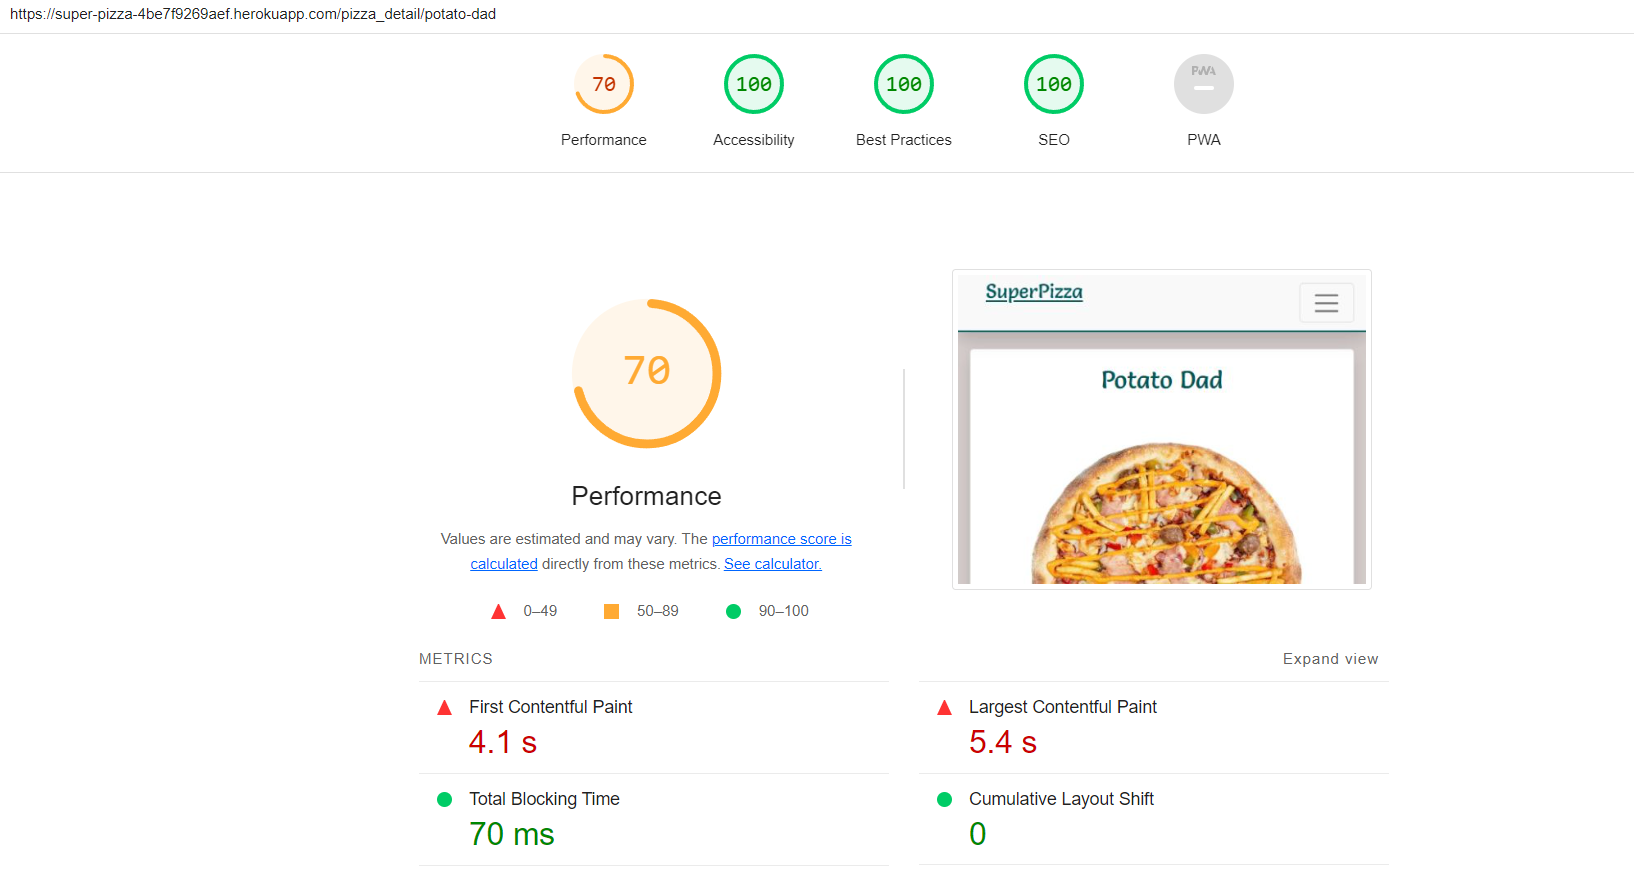 https://super-pizza-4be7f9269aef.herokuapp.com/pizza_detail/potato-dad
70
100
100
100
PWA
Performance
Accessibility
Best Practices
SEO
PWA
SuperPizza
Potato Dad
70
Performance
Values are estimated and may vary. The performance score is
calculated directly from these metrics. See calculator.
0–49
50–89
90–100
METRICS
Expand view
First Contentful Paint
4.1 s
Largest Contentful Paint
5.4 s
Total Blocking Time
70 ms
Cumulative Layout Shift
0